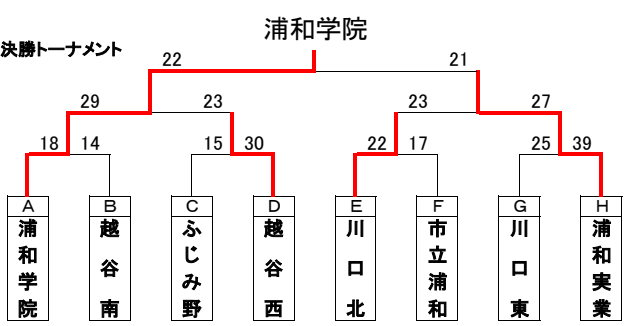 浦和学院
決勝トーナメント
22 21
29 23 23 27
18 14 15 30 22 17 25 39
A B C D E F G H
浦和学院
越谷南
ふじみ野
越谷西
川口北
市立浦和
川口東
浦和実業